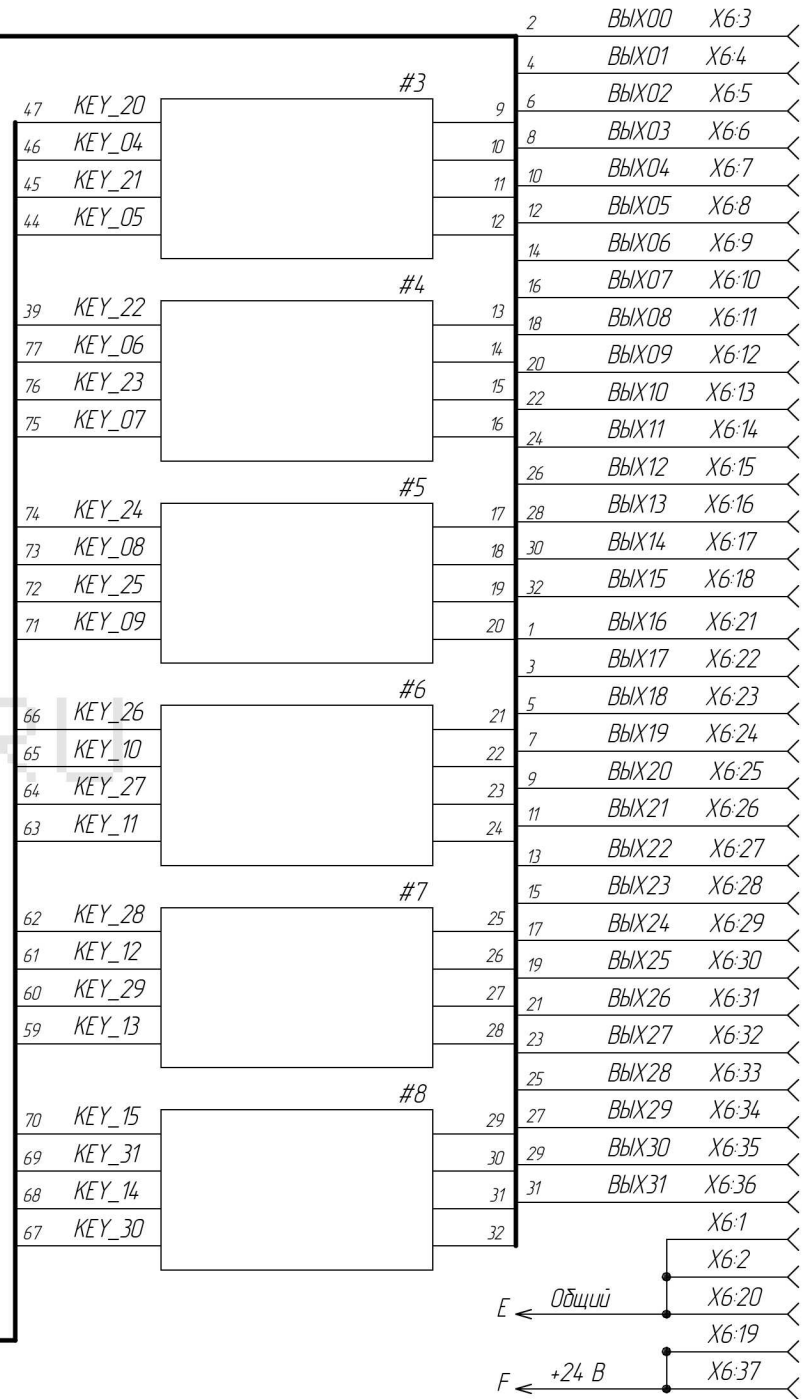 2 ВЫХ00 X6:3
4 ВЫХ01 X6:4
#3
47 KEY_20 9 6 ВЫХ02 X6:5
46 KEY_04 10 8 ВЫХ03 X6:6
45 KEY_21 11 10 ВЫХ04 X6:7
44 KEY_05 12 12 ВЫХ05 X6:8
14 ВЫХ06 X6:9
#4
16 ВЫХ07 X6:10
39 KEY_22 13 18 ВЫХ08 X6:11
77 KEY_06 14 20 ВЫХ09 X6:12
76 KEY_23 15 22 ВЫХ10 X6:13
75 KEY_07 16 24 ВЫХ11 X6:14
26 ВЫХ12 X6:15
#5
74 KEY_24 17 28 ВЫХ13 X6:16
73 KEY_08 18 30 ВЫХ14 X6:17
72 KEY_25 19 32 ВЫХ15 X6:18
71 KEY_09 20 1 ВЫХ16 X6:21
3 ВЫХ17 X6:22
#6
66 KEY_26 21 5 ВЫХ18 X6:23
65 KEY_10 22 7 ВЫХ19 X6:24
64 KEY_27 23 9 ВЫХ20 X6:25
63 KEY_11 24 11 ВЫХ21 X6:26
13 ВЫХ22 X6:27
#7
15 ВЫХ23 X6:28
62 KEY_28 25 17 ВЫХ24 X6:29
61 KEY_12 26 19 ВЫХ25 X6:30
60 KEY_29 27 21 ВЫХ26 X6:31
59 KEY_13 28 23 ВЫХ27 X6:32
25 ВЫХ28 X6:33
#8
70 KEY_15 29 27 ВЫХ29 X6:34
69 KEY_31 30 29 ВЫХ30 X6:35
68 KEY_14 31 31 ВЫХ31 X6:36
67 KEY_30 32
X6:1
X6:2
E Общий X6:20
X6:19
F +24 В X6:37
RU